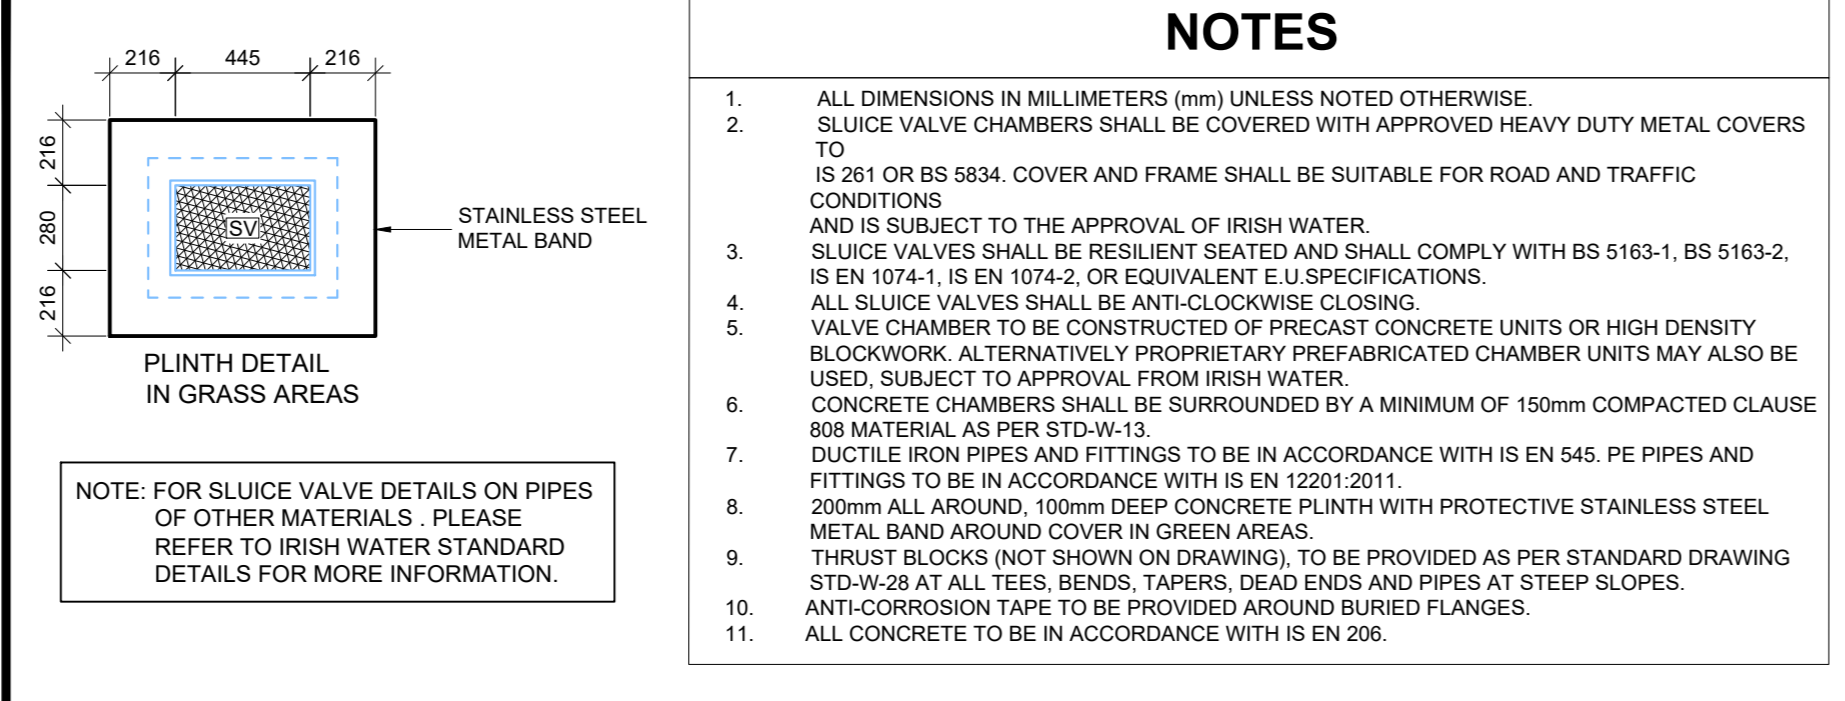 216 445 216
216
280
216
SV
STAINLESS STEEL
METAL BAND
PLINTH DETAIL
IN GRASS AREAS
NOTE: FOR SLUICE VALVE DETAILS ON PIPES
OF OTHER MATERIALS . PLEASE
REFER TO IRISH WATER STANDARD
DETAILS FOR MORE INFORMATION.
NOTES
1. ALL DIMENSIONS IN MILLIMETERS (mm) UNLESS NOTED OTHERWISE.
2. SLUICE VALVE CHAMBERS SHALL BE COVERED WITH APPROVED HEAVY DUTY METAL COVERS
TO
IS 261 OR BS 5834. COVER AND FRAME SHALL BE SUITABLE FOR ROAD AND TRAFFIC
CONDITIONS
AND IS SUBJECT TO THE APPROVAL OF IRISH WATER.
3. SLUICE VALVES SHALL BE RESILIENT SEATED AND SHALL COMPLY WITH BS 5163-1, BS 5163-2,
IS EN 1074-1, IS EN 1074-2, OR EQUIVALENT E.U.SPECIFICATIONS.
4. ALL SLUICE VALVES SHALL BE ANTI-CLOCKWISE CLOSING.
5. VALVE CHAMBER TO BE CONSTRUCTED OF PRECAST CONCRETE UNITS OR HIGH DENSITY
BLOCKWORK. ALTERNATIVELY PROPRIETARY PREFABRICATED CHAMBER UNITS MAY ALSO BE
USED, SUBJECT TO APPROVAL FROM IRISH WATER.
6. CONCRETE CHAMBERS SHALL BE SURROUNDED BY A MINIMUM OF 150mm COMPACTED CLAUSE
808 MATERIAL AS PER STD-W-13.
7. DUCTILE IRON PIPES AND FITTINGS TO BE IN ACCORDANCE WITH IS EN 545. PE PIPES AND
FITTINGS TO BE IN ACCORDANCE WITH IS EN 12201:2011.
8. 200mm ALL AROUND, 100mm DEEP CONCRETE PLINTH WITH PROTECTIVE STAINLESS STEEL
METAL BAND AROUND COVER IN GREEN AREAS.
9. THRUST BLOCKS (NOT SHOWN ON DRAWING), TO BE PROVIDED AS PER STANDARD DRAWING
STD-W-28 AT ALL TEES, BENDS, TAPERS, DEAD ENDS AND PIPES AT STEEP SLOPES.
10. ANTI-CORROSION TAPE TO BE PROVIDED AROUND BURIED FLANGES.
11. ALL CONCRETE TO BE IN ACCORDANCE WITH IS EN 206.